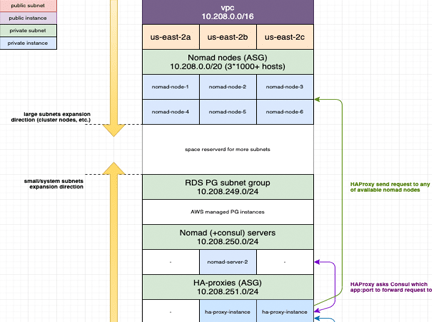 public subnet
public instance
private subnet
private instance
vpc
10.208.0.0/16
us-east-2a
us-east-2b
us-east-2c
Nomad nodes (ASG)
10.208.0.0/20 (3*1000+ hosts)
nomad-node-1
nomad-node-2
nomad-node-3
nomad-node-4
nomad-node-5
nomad-node-6
large subnets expansion
direction (cluster nodes, etc.)
space reserverd for more subnets
small/system subnets
expansion direction
RDS PG subnet group
10.208.249.0/24
HAProxy send request to any
of available nomad nodes
AWS managed PG instances
Nomad (+consul) servers
10.208.250.0/24
-
nomad-server-2
-
HA-proxies (ASG)
10.208.251.0/24
HAProxy asks Consul which
app:port to forward request to
-
ha-proxy-instance
ha-proxy-instance